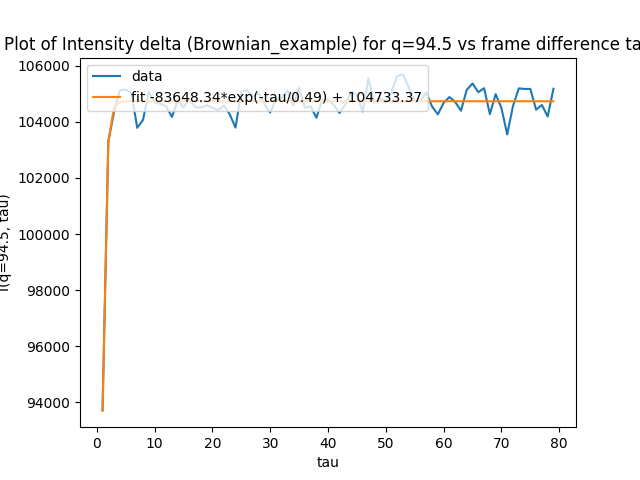 Plot of Intensity delta (Brownian_example) for q=94.5 vs frame difference ta
data
fit -83648.34*exp(-tau/0.49) + 104733.37
106000
104000
102000
100000
98000
96000
94000
I(q=94.5, tau)
0 10 20 30 40 50 60 70 80
tau